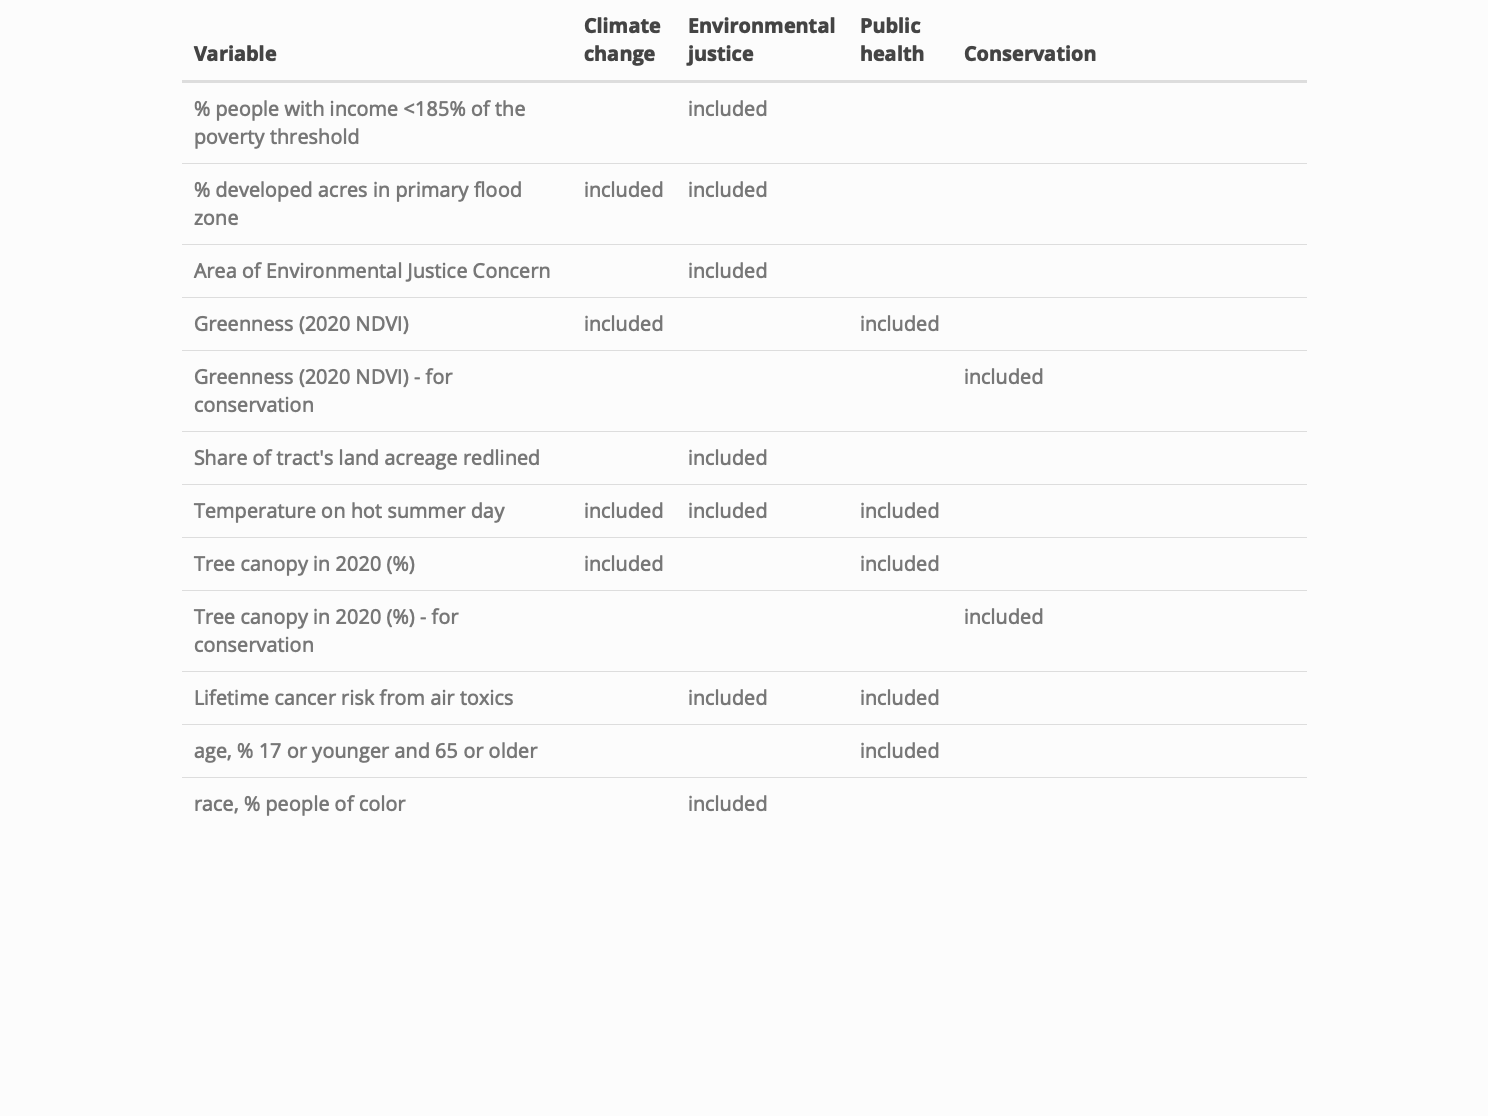 Variable Climate change Environmental justice Public health Conservation
% people with income <185% of the included
poverty threshold
% developed acres in primary flood included included
zone
Area of Environmental Justice Concern included
Greenness (2020 NDVI) included included
Greenness (2020 NDVI) - for included
conservation
Share of tract's land acreage redlined included
Temperature on hot summer day included included included
Tree canopy in 2020 (%) included included
Tree canopy in 2020 (%) - for included
conservation
Lifetime cancer risk from air toxics included included
age, % 17 or younger and 65 or older included
race, % people of color included